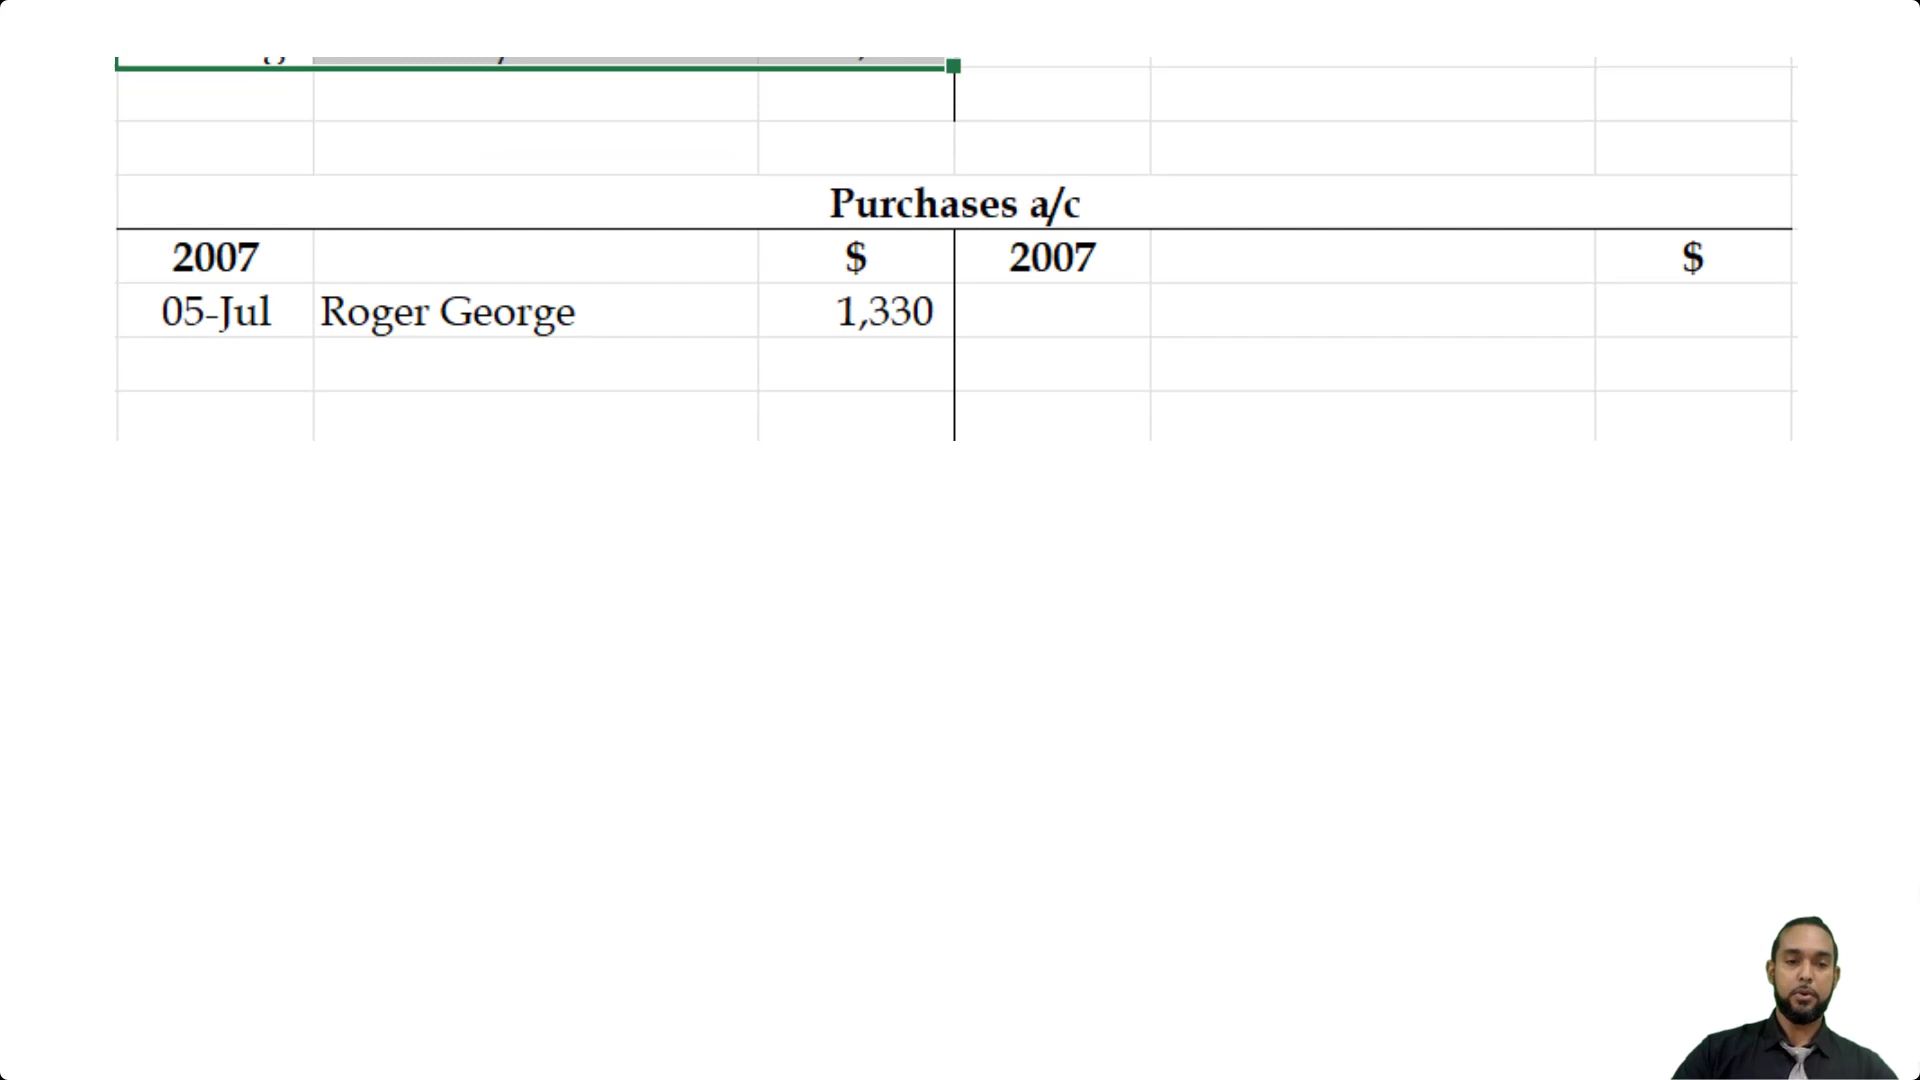 Purchases a/c
2007 $ 2007 $
05-Jul Roger George 1,330